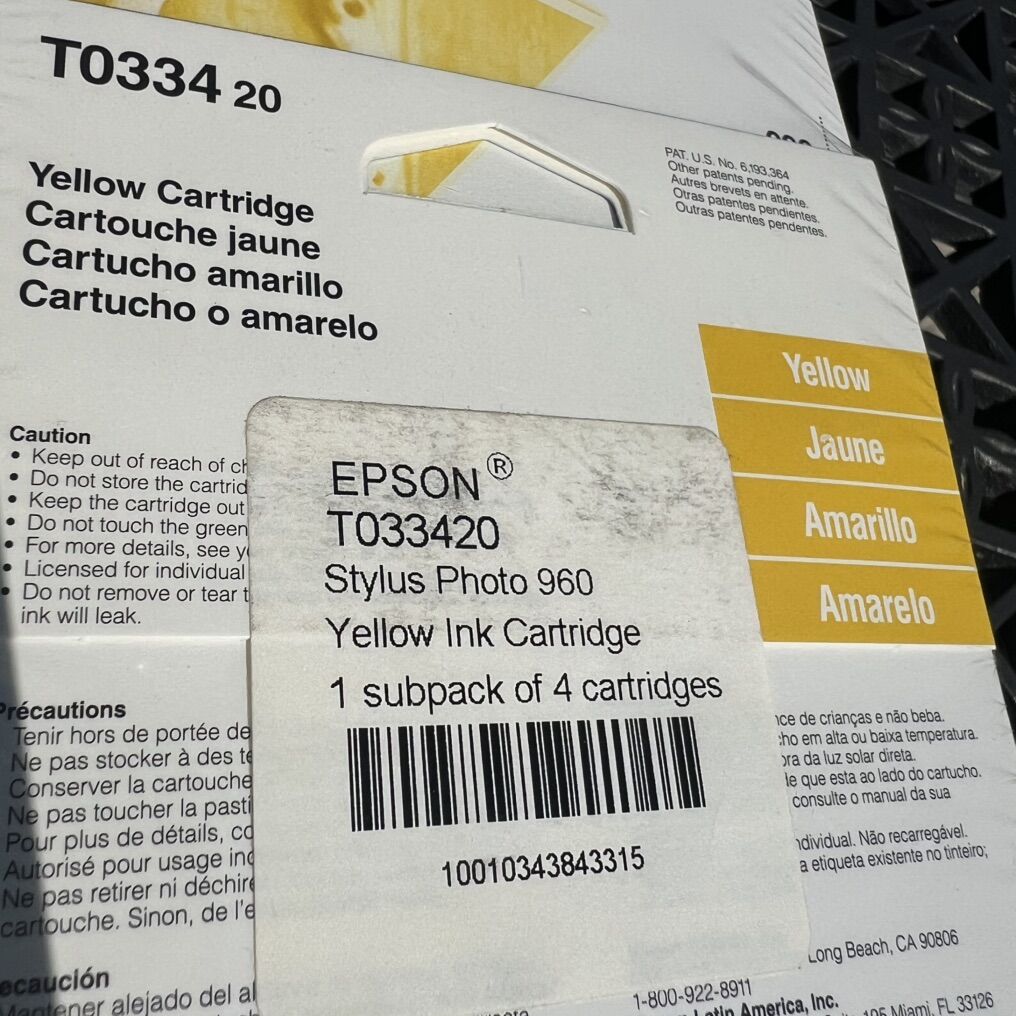 T0334 20
PAT. U.S. No. 6,193,364
Other patents pending.
Autres brevets en attente.
Otras patentes pendientes.
Outras patentes pendentes.
Yellow Cartridge
Cartouche jaune
Cartucho amarillo
Cartucho o amarelo
Yellow
Jaune
Amarillo
Amarelo
Caution
• Keep out of reach of
• Do not store the
• Keep the cartridge out
• Do not touch the green
• For more details, see
• Licensed for individual
• Do not remove or tear
ink will leak.
EPSON®
T033420
Stylus Photo 960
Yellow Ink Cartridge
1 subpack of 4 cartridges
10010343843315
Précautions
Tenir hors de portée de
Ne pas stocker à des
Conserver la cartouche
Ne pas toucher la
Pour plus de détails,
Autorisé pour usage
Ne pas retirer ni
cartouche. Sinon, de
de crianças e não beba.
em alta ou baixa temperatura.
da luz solar direta.
que esta ao lado do cartucho.
consulte o manual da sua
Não recarregável.
a etiqueta existente no tinteiro;
alejado del
Long Beach, CA 90806
1-800-922-8911
Latin America, Inc.
Miami, FL 33126